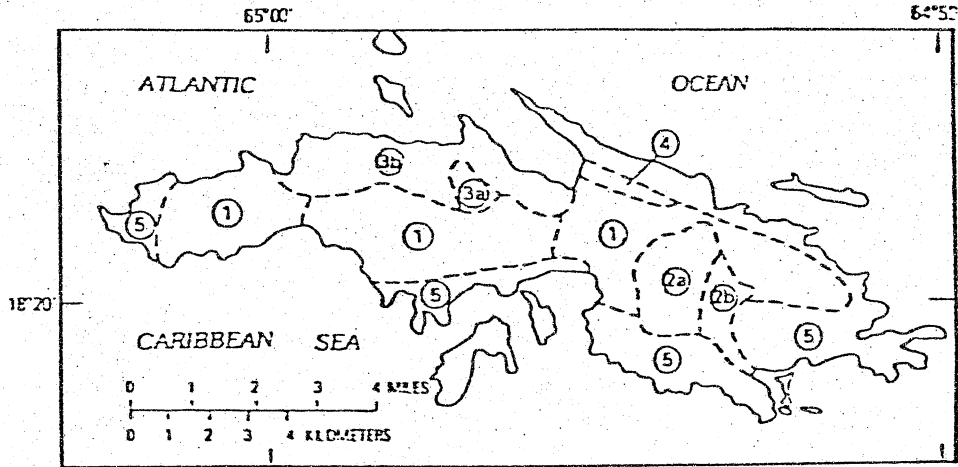 65°00'
ATLANTIC
OCEAN
4
3b
3a
5
1
1
1
2a
2b
18°20'
5
5
5
CARIBBEAN SEA
0 1 2 3 4 MILES
0 1 2 3 4 KILOMETERS